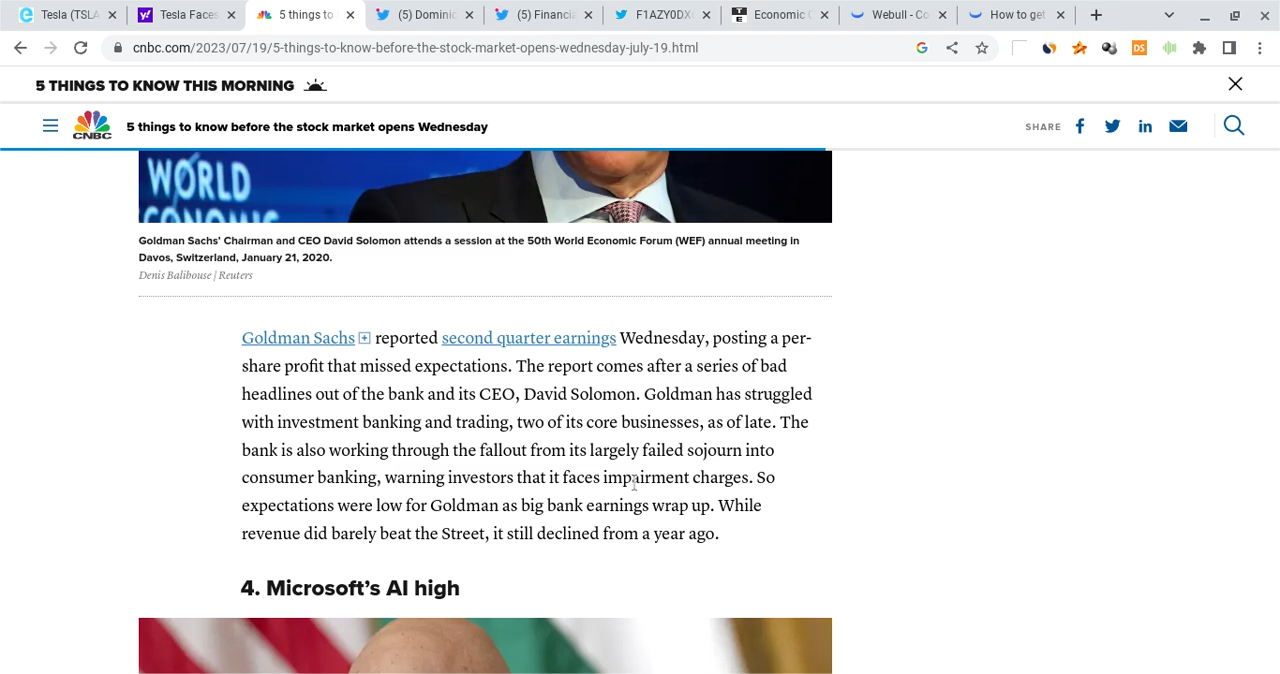 Tesla (TSLA
Tesla Faces
5 things to
(5) Dominic
(5) Financia
F1AZY0DX
Economic
Webull - Co
How to get
cnbc.com/2023/07/19/5-things-to-know-before-the-stock-market-opens-wednesday-july-19.html
5 THINGS TO KNOW THIS MORNING
CNBC
5 things to know before the stock market opens Wednesday
SHARE
WORLD
ECONOMIC
Goldman Sachs' Chairman and CEO David Solomon attends a session at the 50th World Economic Forum (WEF) annual meeting in
Davos, Switzerland, January 21, 2020.
Denis Balibouse | Reuters
Goldman Sachs reported second quarter earnings Wednesday, posting a per-
share profit that missed expectations. The report comes after a series of bad
headlines out of the bank and its CEO, David Solomon. Goldman has struggled
with investment banking and trading, two of its core businesses, as of late. The
bank is also working through the fallout from its largely failed sojourn into
consumer banking, warning investors that it faces impairment charges. So
expectations were low for Goldman as big bank earnings wrap up. While
revenue did barely beat the Street, it still declined from a year ago.
4. Microsoft's AI high